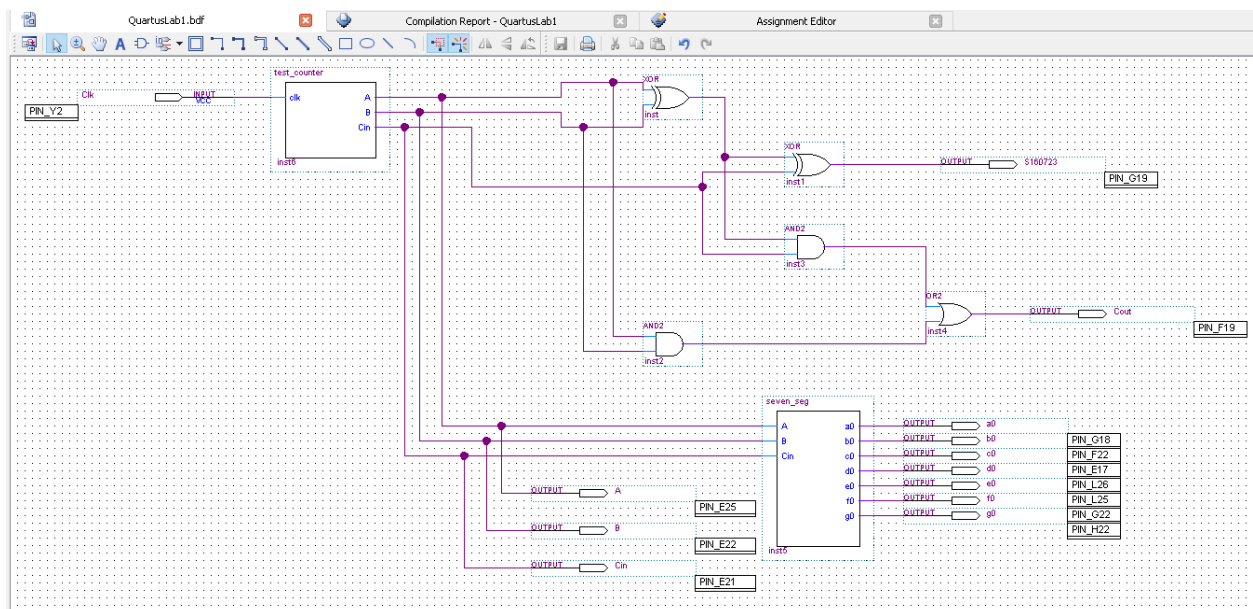 QuartusLab1.bdf
Compilation Report - QuartusLab1
Assignment Editor
test_counter
Clk
INPUT
VCC
PIN_Y2
clk
A
B
Cin
inst6
XOR
inst
XOR
inst1
OUTPUT
S160723
PIN_G19
AND2
inst3
OR2
inst4
OUTPUT
Cout
PIN_F19
AND2
inst2
seven_seg
A
B
Cin
a0
b0
c0
d0
e0
f0
g0
inst5
OUTPUT
a0
OUTPUT
b0
OUTPUT
c0
OUTPUT
d0
OUTPUT
e0
OUTPUT
f0
OUTPUT
g0
PIN_G18
PIN_F22
PIN_E17
PIN_L26
PIN_L25
PIN_G22
PIN_H22
OUTPUT
A
PIN_E25
OUTPUT
B
PIN_E22
OUTPUT
Cin
PIN_E21